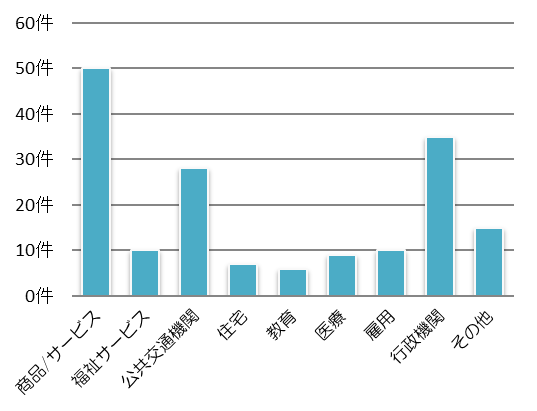 60件
50件
40件
30件
20件
10件
0件
商品/サービス
福祉サービス
公共交通機関
住宅
教育
医療
雇用
行政機関
その他